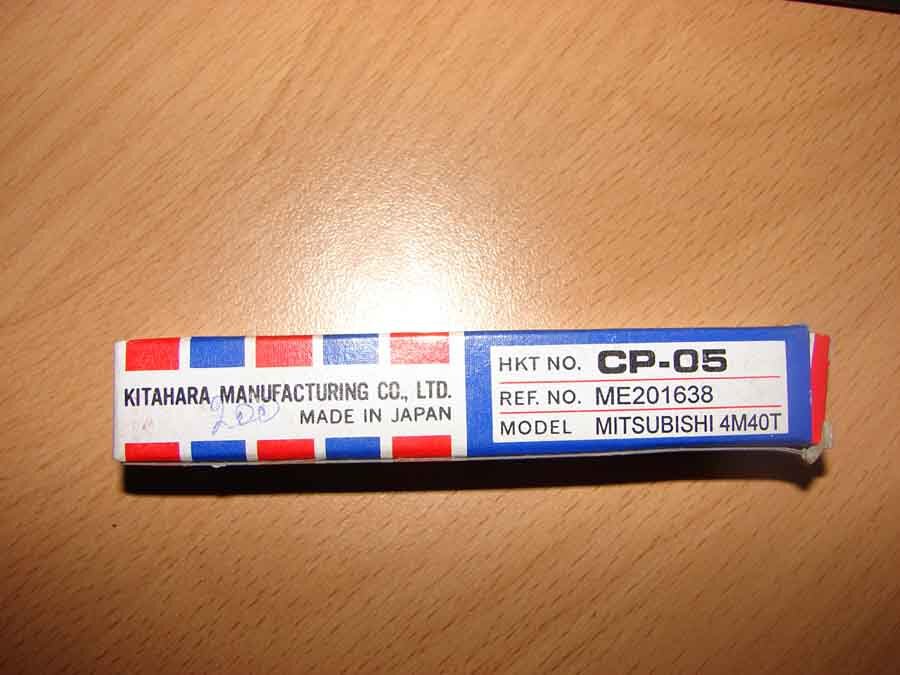 KITAHARA MANUFACTURING CO., LTD.
200
MADE IN JAPAN
HKT NO. CP-05
REF. NO. ME201638
MODEL MITSUBISHI 4M40T